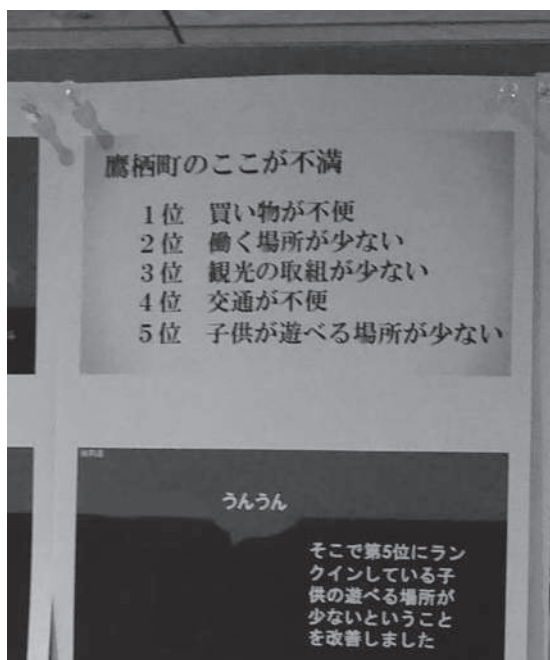 鷹栖町のここが不満
1位 買い物が不便
2位 働く場所が少ない
3位 観光の取組が少ない
4位 交通が不便
5位 子供が遊べる場所が少ない
うんうん
そこで第5位にラン
クインしている子
供の遊べる場所が
少ないということ
を改善しました